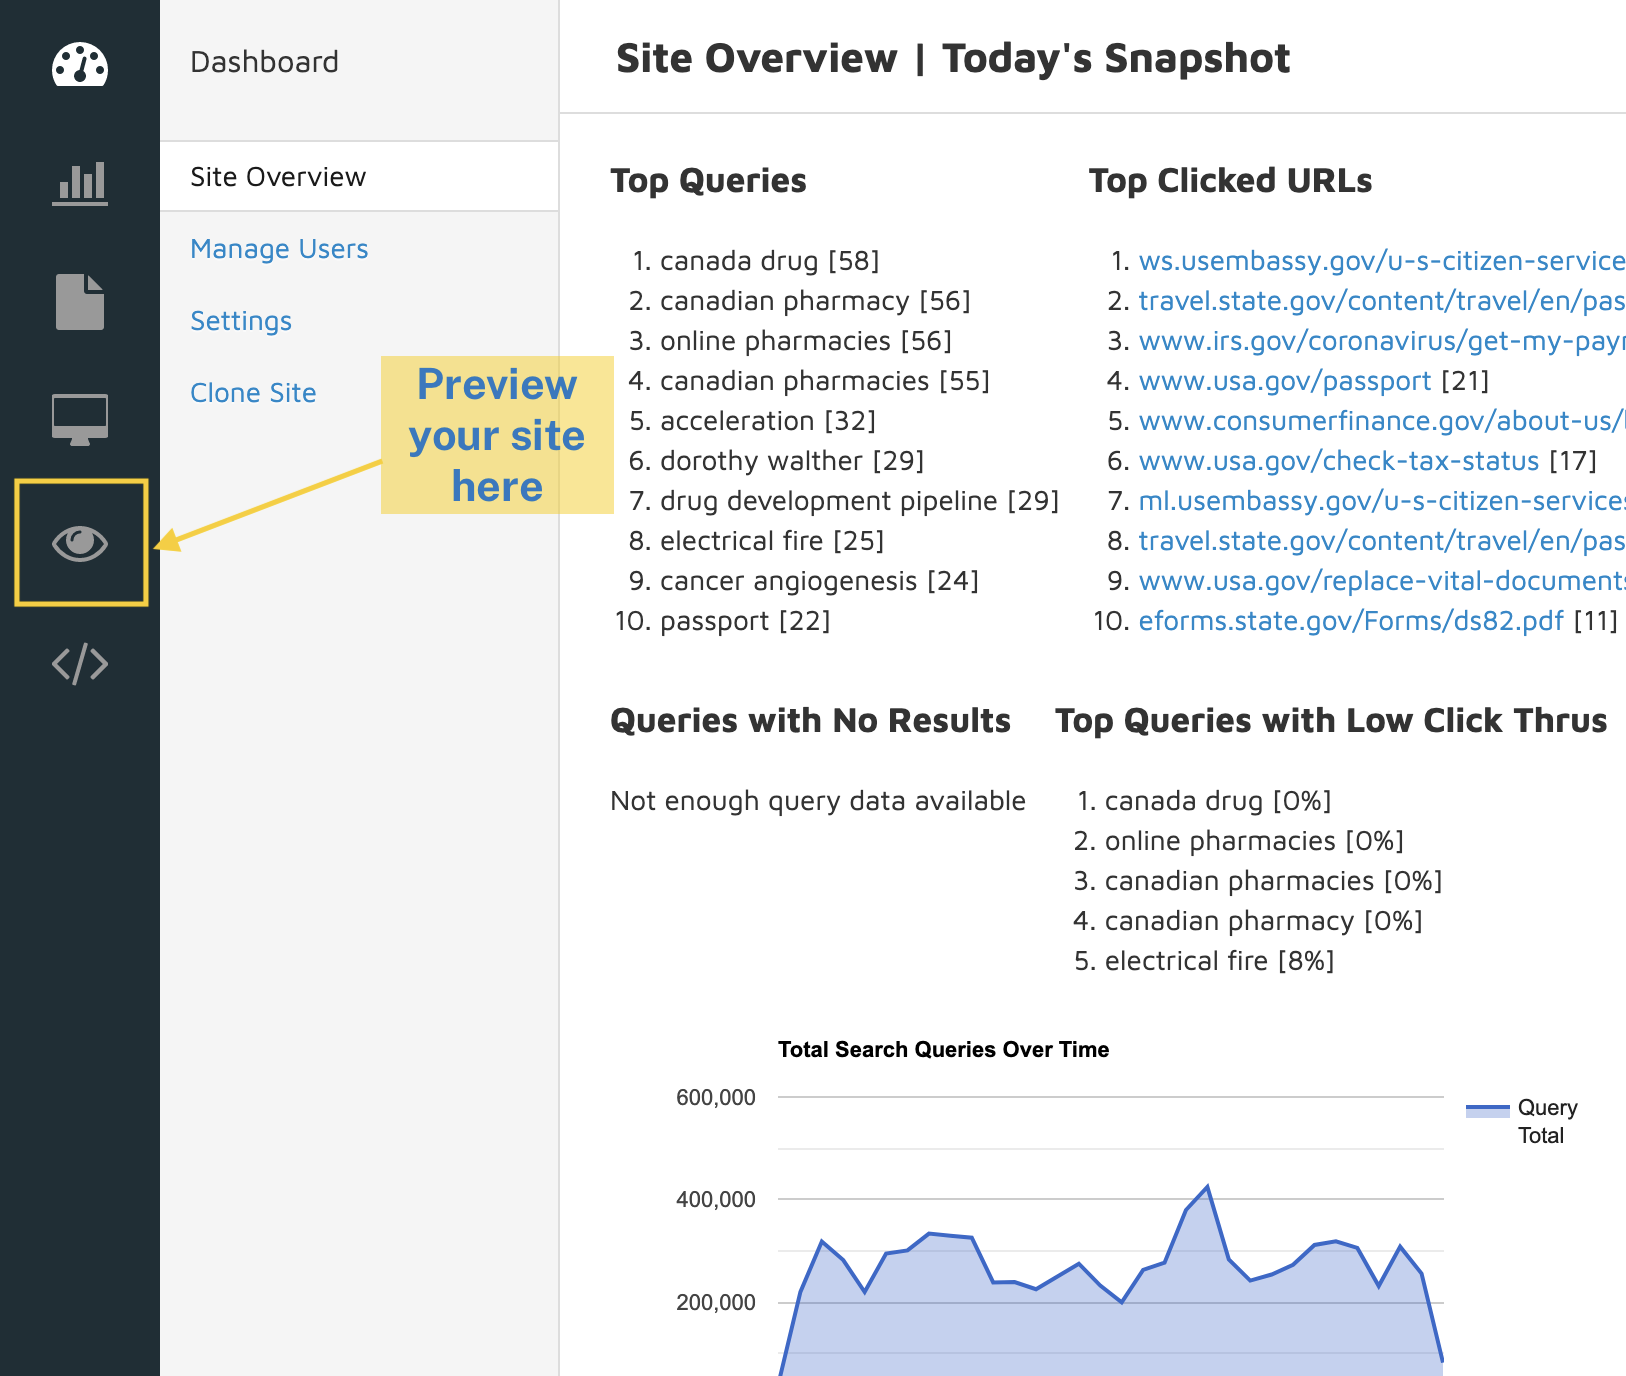 Dashboard
Site Overview
Manage Users
Settings
Clone Site
Preview
your site
here
Site Overview | Today's Snapshot
Top Queries
1. canada drug [58]
2. canadian pharmacy [56]
3. online pharmacies [56]
4. canadian pharmacies [55]
5. acceleration [32]
6. dorothy walther [29]
7. drug development pipeline [29]
8. electrical fire [25]
9. cancer angiogenesis [24]
10. passport [22]
Top Clicked URLs
1. ws.usembassy.gov/u-s-citizen-service
2. travel.state.gov/content/travel/en/pas
3. www.irs.gov/coronavirus/get-my-payr
4. www.usa.gov/passport [21]
5. www.consumerfinance.gov/about-us/
6. www.usa.gov/check-tax-status [17]
7. ml.usembassy.gov/u-s-citizen-services
8. travel.state.gov/content/travel/en/pas
9. www.usa.gov/replace-vital-documents
10. eforms.state.gov/Forms/ds82.pdf [11]
Queries with No Results
Not enough query data available
Top Queries with Low Click Thrus
1. canada drug [0%]
2. online pharmacies [0%]
3. canadian pharmacies [0%]
4. canadian pharmacy [0%]
5. electrical fire [8%]
Total Search Queries Over Time
600,000
400,000
200,000
Query
Total